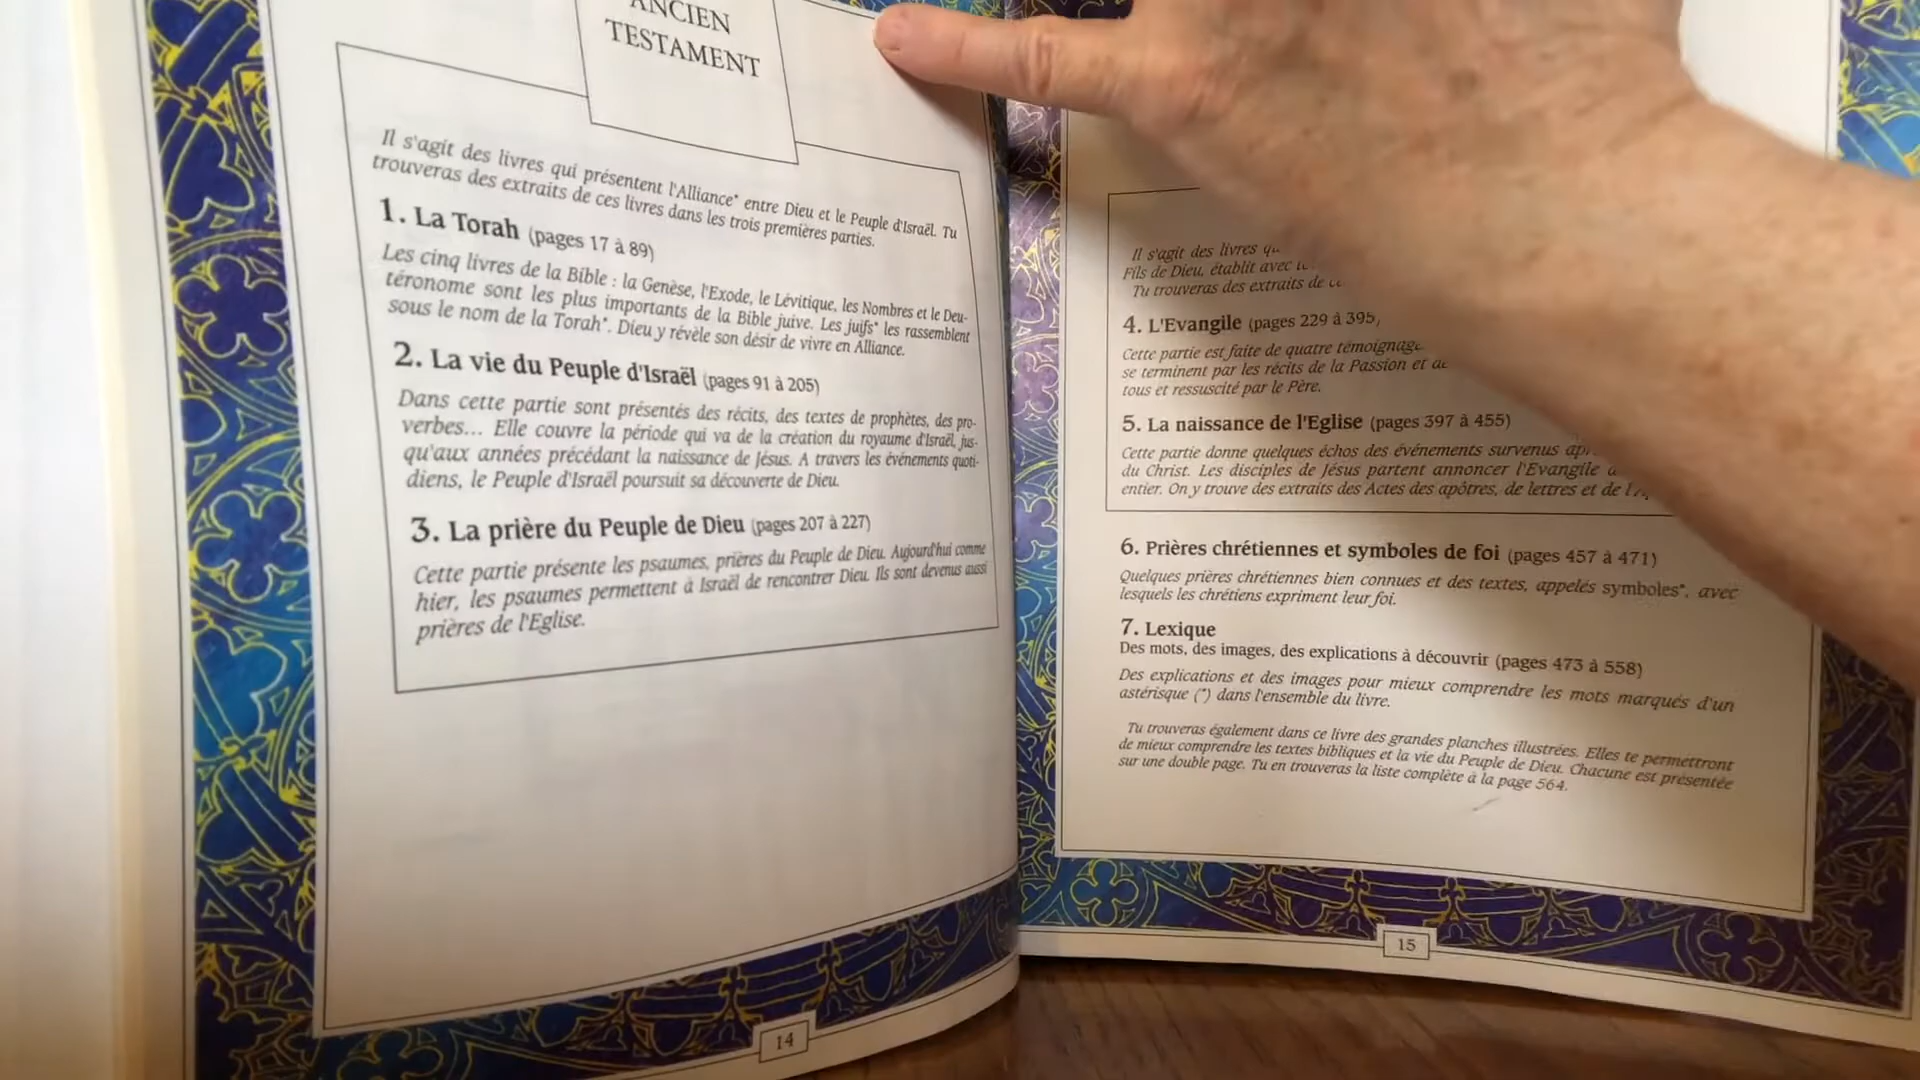 ANCIEN
TESTAMENT
Il s'agit des livres qui présentent l'Alliance* entre Dieu et le Peuple d'Israël. Tu
trouveras des extraits de ces livres dans les trois premières parties.
1. La Torah (pages 17 à 89)
Les cinq livres de la Bible : la Genèse, l'Exode, le Lévitique, les Nombres et le Deu-
téronome sont les plus importants de la Bible juive. Les juifs* les rassemblent
sous le nom de la Torah*. Dieu y révèle son désir de vivre en Alliance.
2. La vie du Peuple d'Israël (pages 91 à 205)
Dans cette partie sont présentés des récits, des textes de prophètes, des pro-
verbes... Elle couvre la période qui va de la création du royaume d'Israël, jus-
qu'aux années précédant la naissance de Jésus. A travers les événements quoti-
diens, le Peuple d'Israël poursuit sa découverte de Dieu.
3. La prière du Peuple de Dieu (pages 207 à 227)
Cette partie présente les psaumes, prières du Peuple de Dieu. Aujourd'hui comme
hier, les psaumes permettent à Israël de rencontrer Dieu. Ils sont devenus aussi
prières de l'Eglise.
14
Il s'agit des livres
Fils de Dieu, établit avec
Tu trouveras des extraits de
4. L'Evangile (pages 229 à 395)
Cette partie est faite de quatre
se terminent par les récits de la Passion et
tous et ressuscité par le Père.
5. La naissance de l'Eglise (pages 397 à 455)
Cette partie donne quelques échos des événements survenus
du Christ. Les disciples de Jésus partent annoncer l'Evangile
entier. On y trouve des extraits des Actes des apôtres, de lettres et de
6. Prières chrétiennes et symboles de foi (pages 457 à 471)
Quelques prières chrétiennes bien connues et des textes, appelés symboles*, avec
lesquels les chrétiens expriment leur foi.
7. Lexique
Des mots, des images, des explications à découvrir (pages 473 à 558)
Des explications et des images pour mieux comprendre les mots marqués d'un
astérisque (*) dans l'ensemble du livre.
Tu trouveras également dans ce livre des grandes planches illustrées. Elles te permettront
de mieux comprendre les textes bibliques et la vie du Peuple de Dieu. Chacune est présentée
sur une double page. Tu en trouveras la liste complète à la page 564.
15